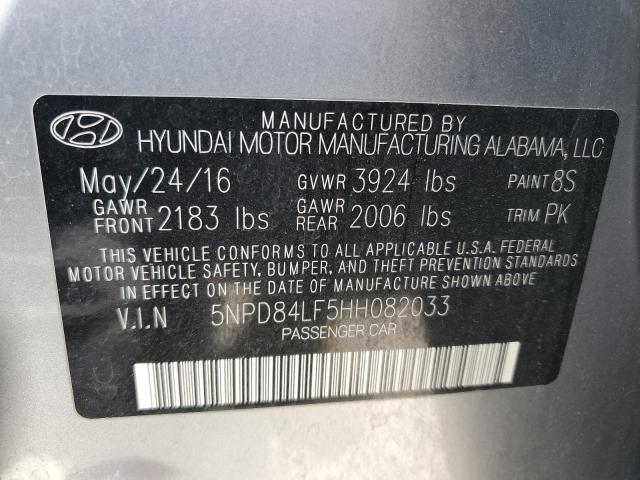 MANUFACTURED BY
HYUNDAI MOTOR MANUFACTURING ALABAMA, LLC
May/24/16 GVWR 3924 lbs PAINT 8S
GAWR FRONT 2183 lbs GAWR REAR 2006 lbs TRIM PK
THIS VEHICLE CONFORMS TO ALL APPLICABLE U.S.A. FEDERAL
MOTOR VEHICLE SAFETY, BUMPER, AND THEFT PREVENTION
STANDARDS IN EFFECT ON THE DATE OF MANUFACTURE SHOWN ABOVE
V.I.N 5NPD84LF5HH082033
PASSENGER CAR